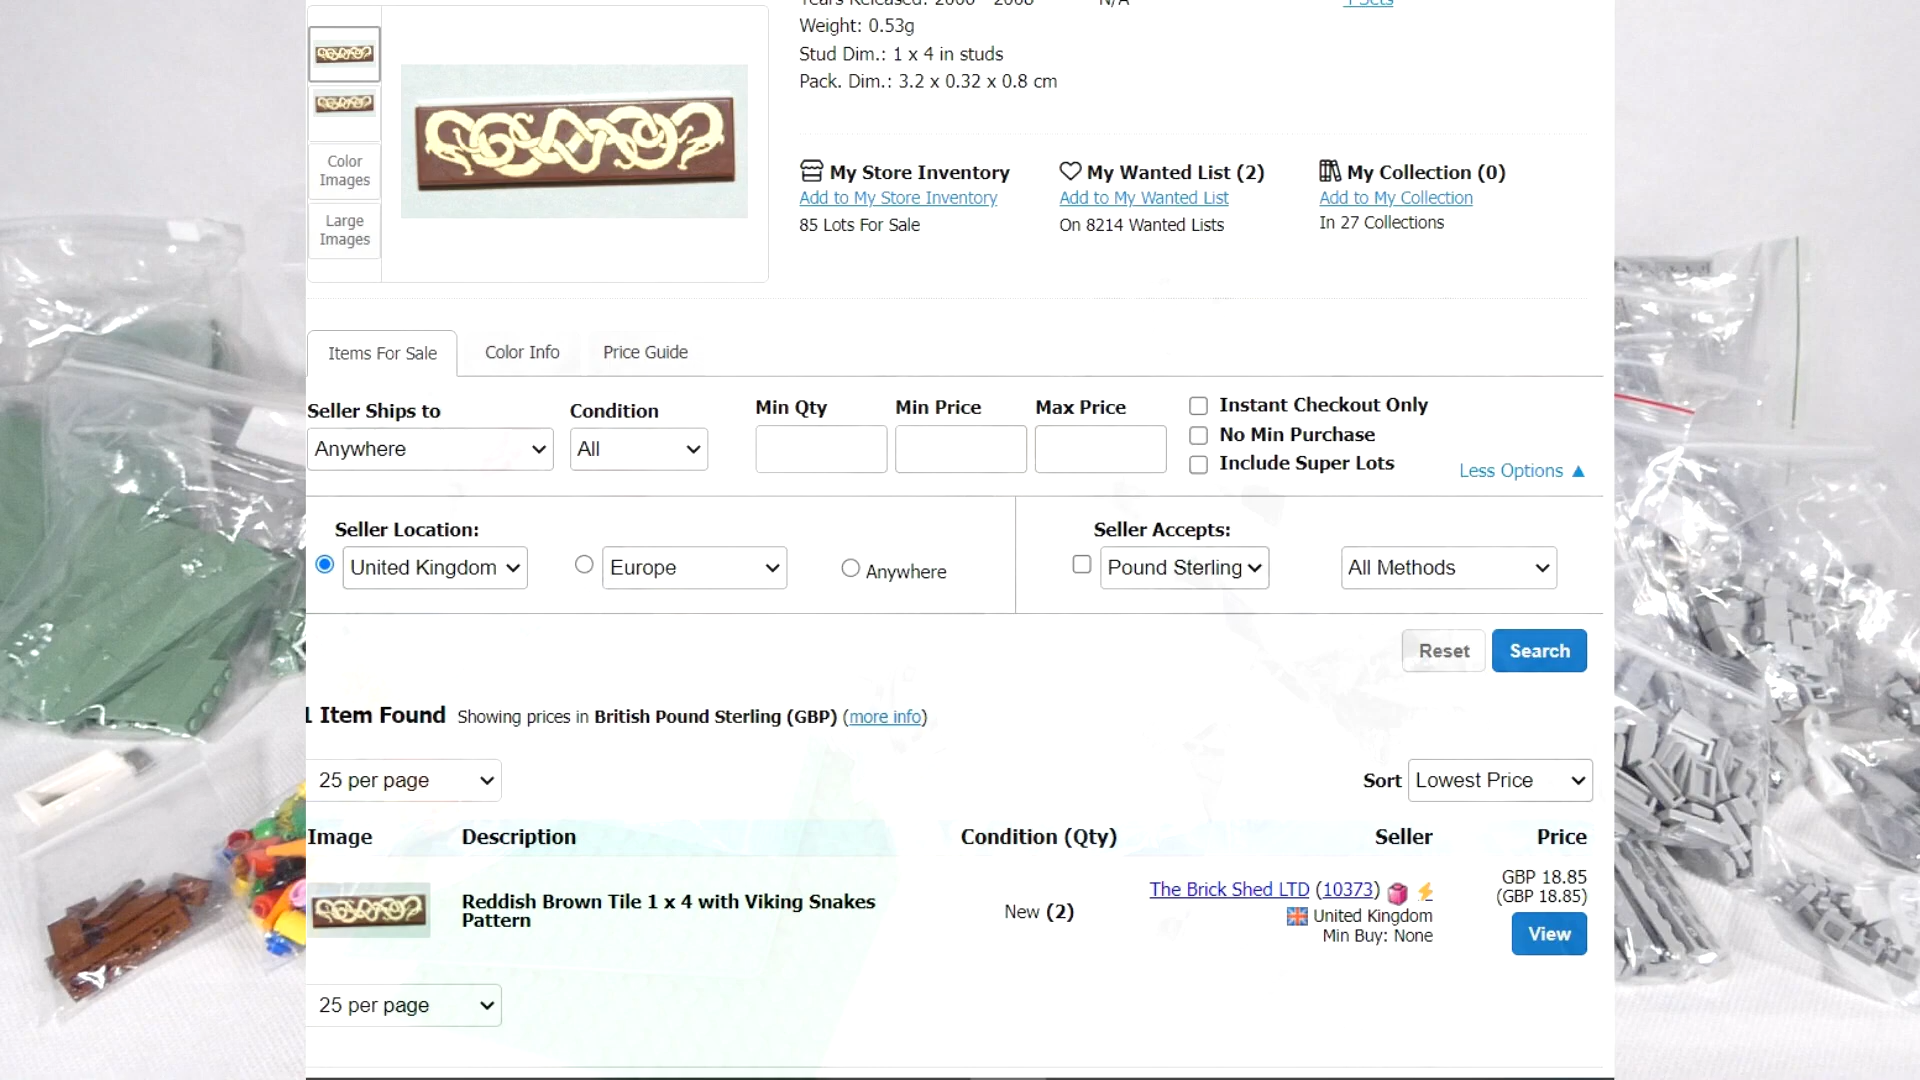 Years Released: 2006 - 2008 N/A 4 Sets
Weight: 0.53g
Stud Dim.: 1 x 4 in studs
Pack. Dim.: 3.2 x 0.32 x 0.8 cm
Color
Images
Large
Images
My Store Inventory
Add to My Store Inventory
85 Lots For Sale
My Wanted List (2)
Add to My Wanted List
On 8214 Wanted Lists
My Collection (0)
Add to My Collection
In 27 Collections
Items For Sale Color Info Price Guide
Seller Ships to Condition Min Qty Min Price Max Price
Anywhere All
Instant Checkout Only
No Min Purchase
Include Super Lots
Less Options ▲
Seller Location: Seller Accepts:
United Kingdom Europe Anywhere Pound Sterling All Methods
Reset Search
1 Item Found Showing prices in British Pound Sterling (GBP) (more info)
25 per page Sort Lowest Price
Image Description Condition (Qty) Seller Price
Reddish Brown Tile 1 x 4 with Viking Snakes
Pattern
New (2)
The Brick Shed LTD (10373)
United Kingdom
Min Buy: None
GBP 18.85
(GBP 18.85)
View
25 per page